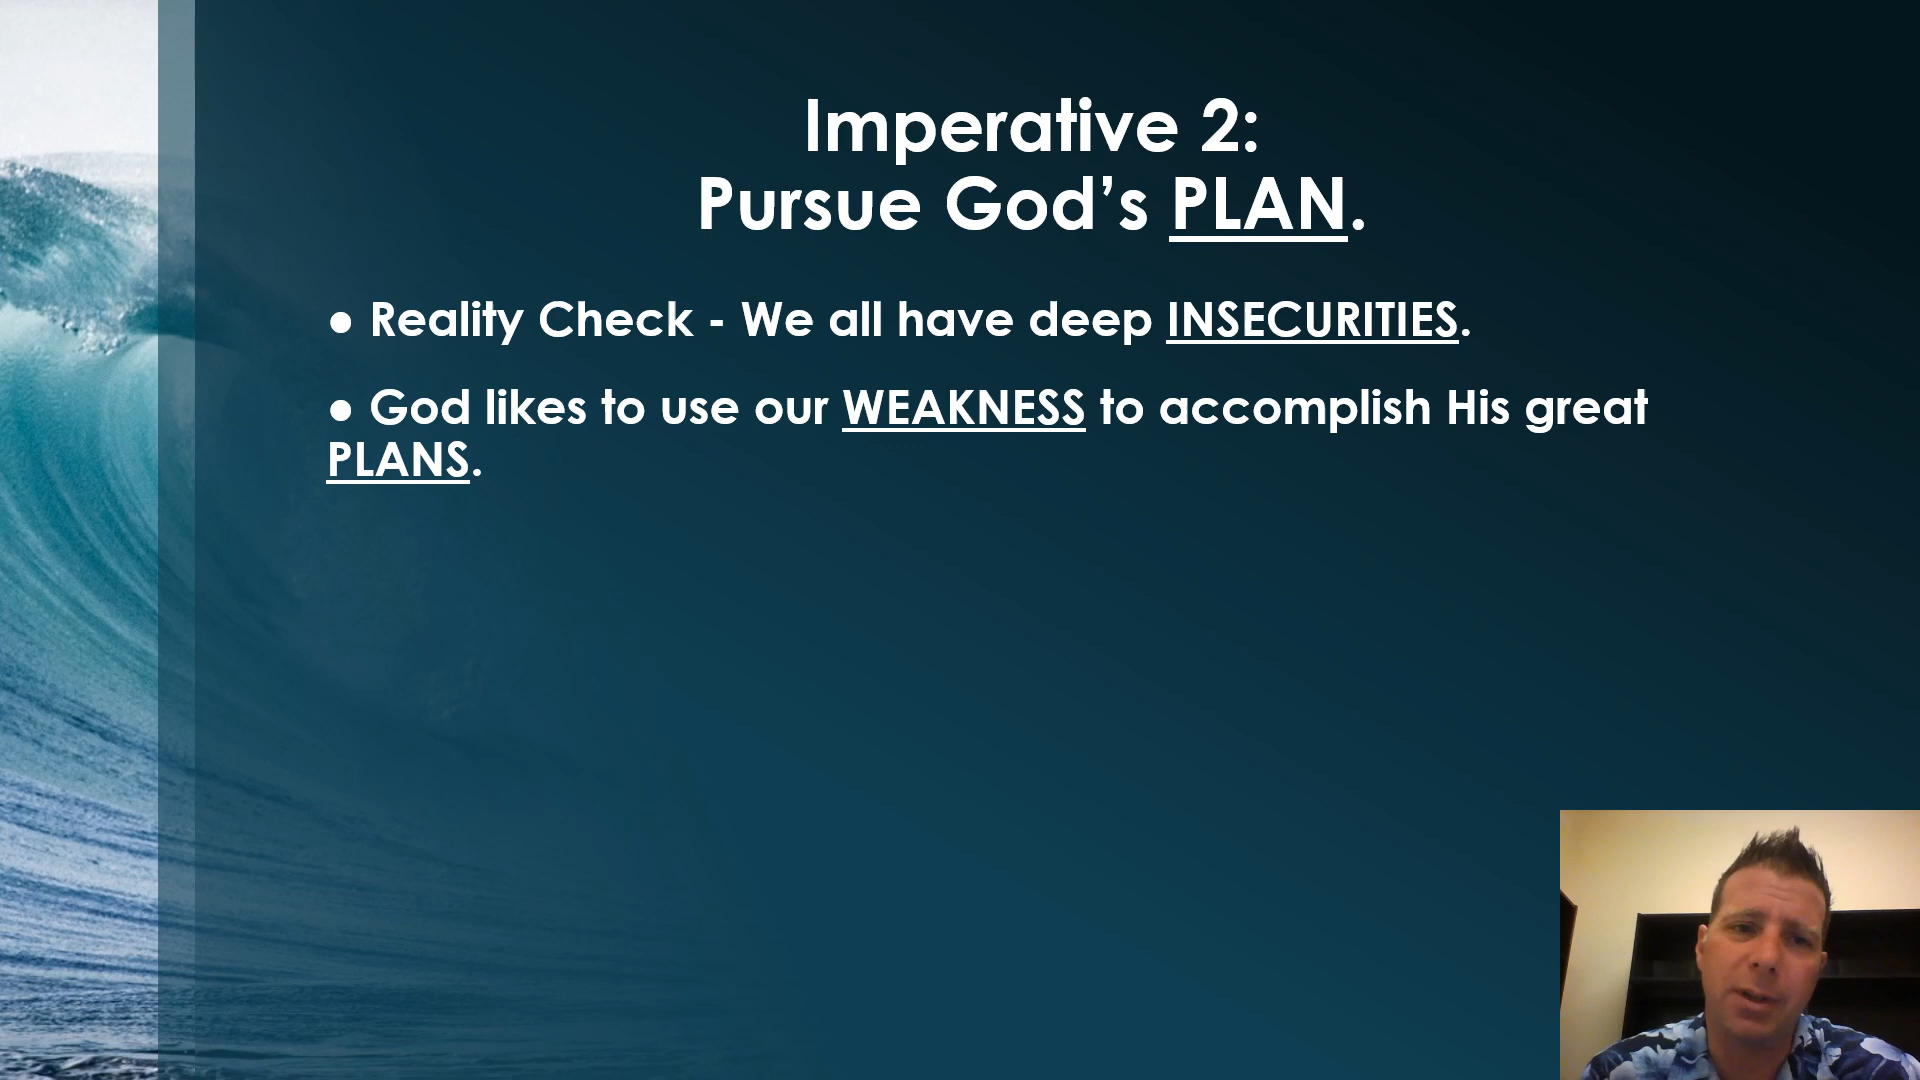 Imperative 2:
Pursue God’s PLAN.
● Reality Check - We all have deep INSECURITIES.
● God likes to use our WEAKNESS to accomplish His great
PLANS.